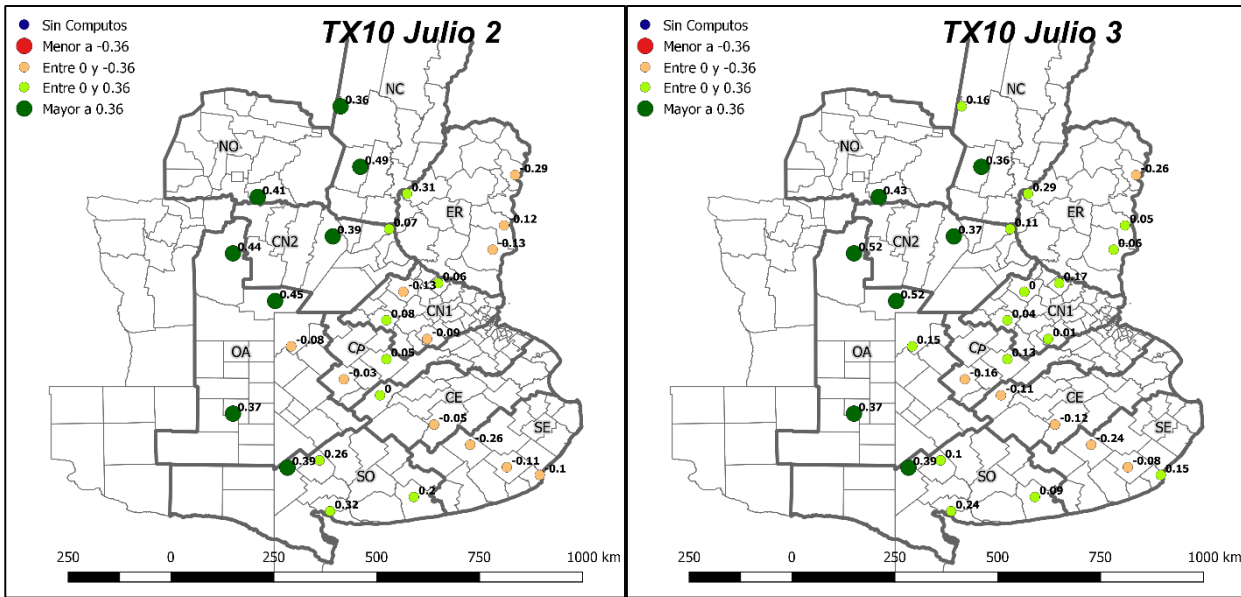 TX10 Julio 2
Sin Computos
Menor a -0.36
Entre 0 y -0.36
Entre 0 y 0.36
Mayor a 0.36
NC
0.36
NO
0.49
-0.29
0.41
0.31
ER
-0.12
CN2
0.39
0.07
-0.13
0.44
0.45
-0.13
0.06
0.08
CN1
-0.09
-0.08
OA
CP
0.05
-0.03
0
CE
-0.05
0.37
SE
-0.26
0.39
0.26
-0.11
-0.1
SO
0.2
0.32
250
0
250
500
750
1000 km
TX10 Julio 3
Sin Computos
Menor a -0.36
Entre 0 y -0.36
Entre 0 y 0.36
Mayor a 0.36
NC
0.16
NO
0.36
-0.26
0.43
0.29
ER
0.05
CN2
0.37
0.11
0.06
0.52
0.52
0
0.17
0.04
CN1
0.01
0.15
OA
CP
0.13
-0.16
-0.11
CE
-0.12
0.37
SE
-0.24
0.39
0.1
-0.08
0.15
SO
0.09
0.24
250
0
250
500
750
1000 km